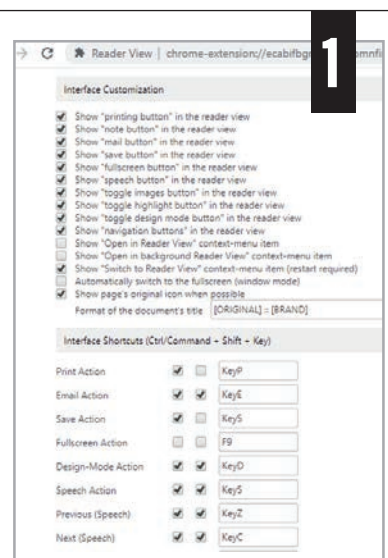 1
Reader View | chrome-extension://ecabifbg
Interface Customization
Show "printing button" in the reader view
Show "note button" in the reader view
Show "mail button" in the reader view
Show "save button" in the reader view
Show "fullscreen button" in the reader view
Show "speech button" in the reader view
Show "toggle images button" in the reader view
Show "toggle highlight button" in the reader view
Show "toggle design mode button" in the reader view
Show "navigation buttons" in the reader view
Show "Open in Reader View" context-menu item
Show "Open in background Reader View" context-menu item
Show "Switch to Reader View" context-menu item (restart required)
Automatically switch to the fullscreen (window mode)
Show page's original icon when possible
Format of the document's title [ORIGINAL] :: [BRAND]
Interface Shortcuts (Ctrl/Command + Shift + Key)
Print Action KeyP
Email Action KeyE
Save Action KeyS
Fullscreen Action F9
Design-Mode Action KeyD
Speech Action KeyS
Previous (Speech) KeyZ
Next (Speech) KeyC